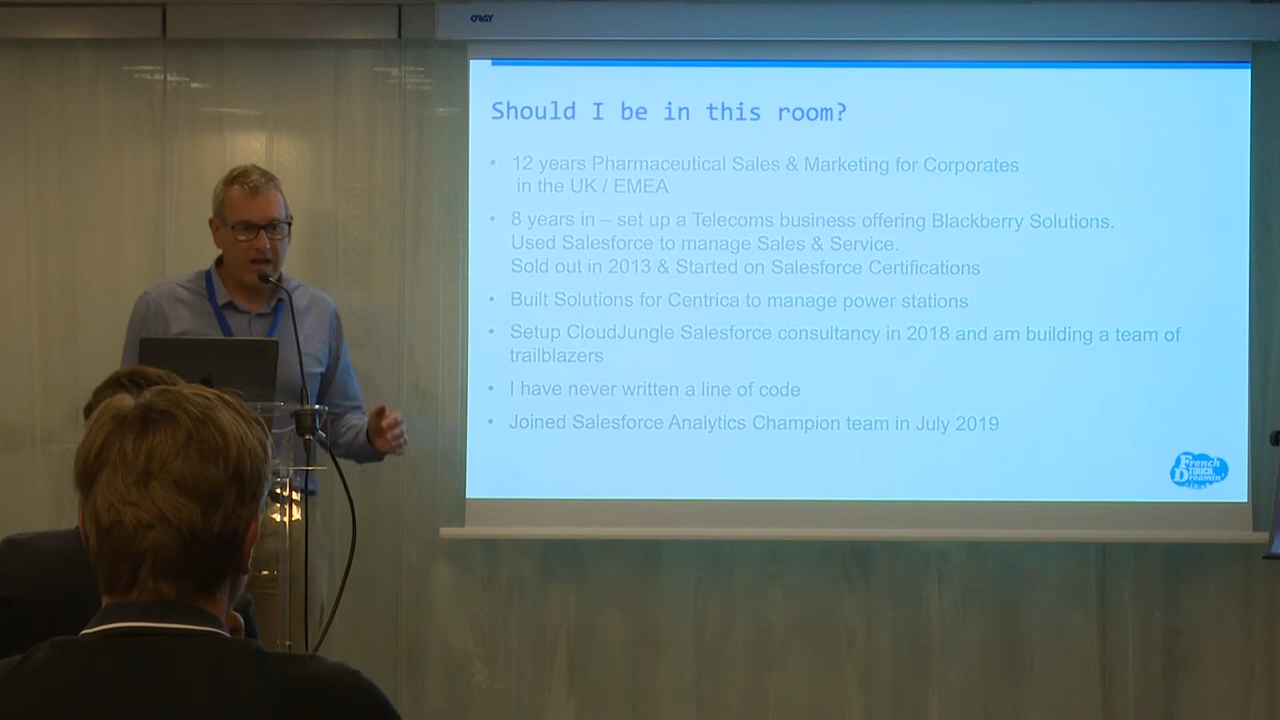 ORAY
Should I be in this room?
• 12 years Pharmaceutical Sales & Marketing for Corporates
in the UK / EMEA
• 8 years in – set up a Telecoms business offering Blackberry Solutions.
Used Salesforce to manage Sales & Service.
Sold out in 2013 & Started on Salesforce Certifications
• Built Solutions for Centrica to manage power stations
• Setup CloudJungle Salesforce consultancy in 2018 and am building a team of
trailblazers
• I have never written a line of code
• Joined Salesforce Analytics Champion team in July 2019
French
TOUCH
Dreamin'